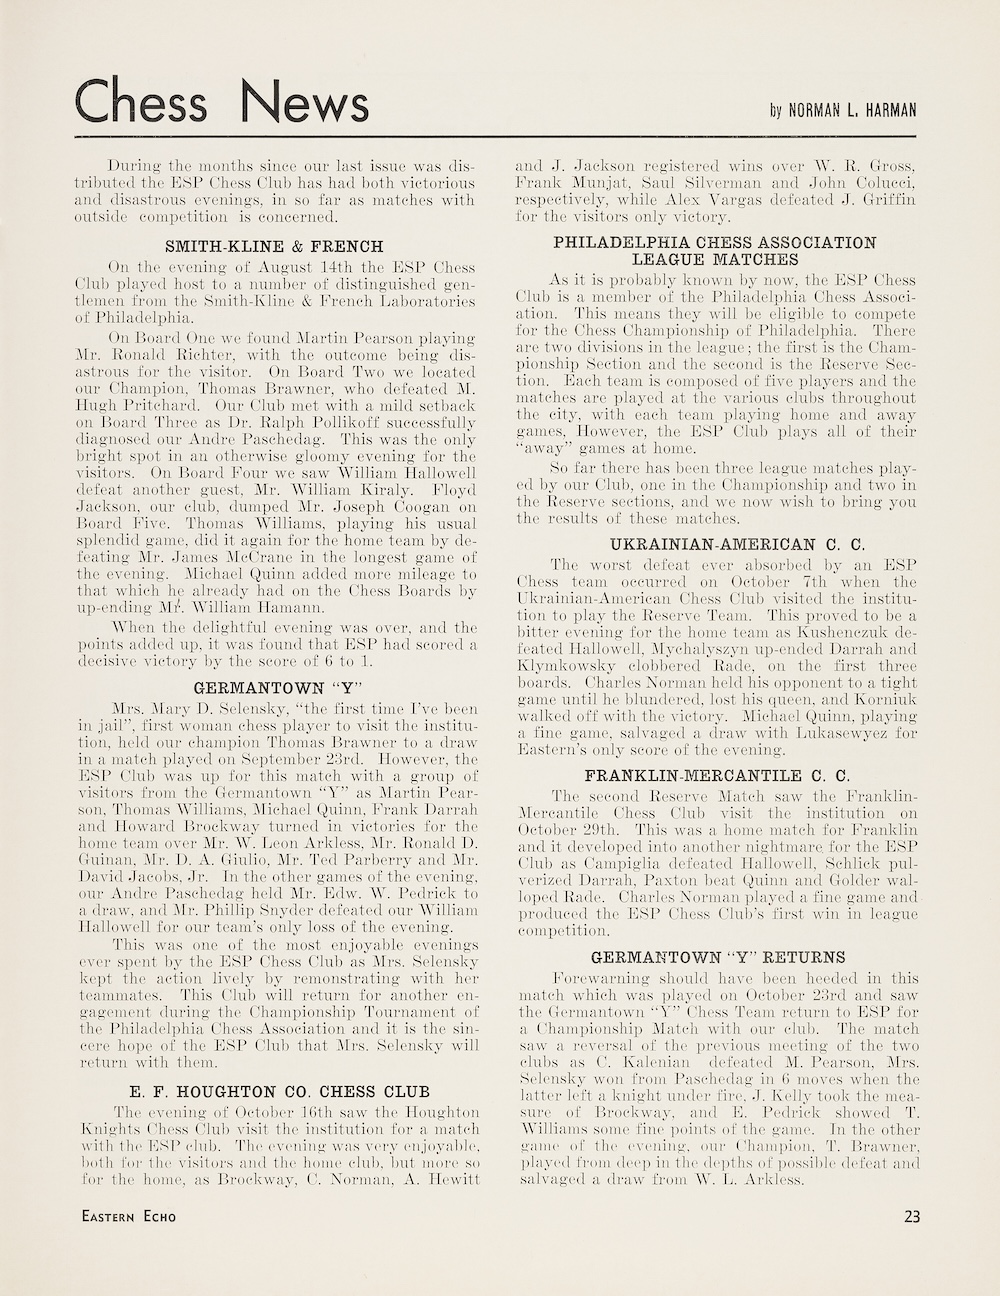 Chess News
by NORMAN L. HARMAN
During the months since our last issue was dis-
tributed the ESP Chess Club has had both victorious
and disastrous evenings, in so far as matches with
outside competition is concerned.
SMITH-KLINE & FRENCH
On the evening of August 14th the ESP Chess
Club played host to a number of distinguished gen-
tlemen from the Smith-Kline & French Laboratories
of Philadelphia.
On Board One we found Martin Pearson playing
Mr. Ronald Richter, with the outcome being dis-
astrous for the visitor. On Board Two we located
our Champion, Thomas Brawner, who defeated M.
Hugh Pritchard. Our Club met with a mild setback
on Board Three as Dr. Ralph Pollikoff successfully
diagnosed our Andre Paschedag. This was the only
bright spot in an otherwise gloomy evening for the
visitors. On Board Four we saw William Hallowell
defeat another guest, Mr. William Kiraly. Floyd
Jackson, our club, dumped Mr. Joseph Coogan on
Board Five. Thomas Williams, playing his usual
splendid game, did it again for the home team by de-
feating Mr. James McCrane in the longest game of
the evening. Michael Quinn added more mileage to
that which he already had on the Chess Boards by
up-ending Mr. William Hamann.
When the delightful evening was over, and the
points added up, it was found that ESP had scored a
decisive victory by the score of 6 to 1.
GERMANTOWN "Y"
Mrs. Mary D. Selensky, "the first time I've been
in jail", first woman chess player to visit the institu-
tion, held our champion Thomas Brawner to a draw
in a match played on September 23rd. However, the
ESP Club was up for this match with a group of
visitors from the Germantown "Y" as Martin Pear-
son, Thomas Williams, Michael Quinn, Frank Darrah
and Howard Brockway turned in victories for the
home team over Mr. W. Leon Arkless, Mr. Ronald D.
Guinan, Mr. D. A. Giulio, Mr. Ted Parberry and Mr.
David Jacobs, Jr. In the other games of the evening,
our Andre Paschedag held Mr. Edw. W. Pedrick to
a draw, and Mr. Phillip Snyder defeated our William
Hallowell for our team's only loss of the evening.
This was one of the most enjoyable evenings
ever spent by the ESP Chess Club as Mrs. Selensky
kept the action lively by remonstrating with her
teammates. This Club will return for another en-
gagement during the Championship Tournament of
the Philadelphia Chess Association and it is the sin-
cere hope of the ESP Club that Mrs. Selensky will
return with them.
E. F. HOUGHTON CO. CHESS CLUB
The evening of October 16th saw the Houghton
Knights Chess Club visit the institution for a match
with the ESP club. The evening was very enjoyable,
both for the visitors and the home club, but more so
for the home, as Brockway, C. Norman, A. Hewitt
and J. Jackson registered wins over W. R. Gross,
Frank Munjat, Saul Silverman and John Colucci,
respectively, while Alex Vargas defeated J. Griffin
for the visitors only victory.
PHILADELPHIA CHESS ASSOCIATION
LEAGUE MATCHES
As it is probably known by now, the ESP Chess
Club is a member of the Philadelphia Chess Associ-
ation. This means they will be eligible to compete
for the Chess Championship of Philadelphia. There
are two divisions in the league; the first is the Cham-
pionship Section and the second is the Reserve Sec-
tion. Each team is composed of five players and the
matches are played at the various clubs throughout
the city, with each team playing home and away
games, However, the ESP Club plays all of their
"away" games at home.
So far there has been three league matches play-
ed by our Club, one in the Championship and two in
the Reserve sections, and we now wish to bring you
the results of these matches.
UKRAINIAN-AMERICAN C. C.
The worst defeat ever absorbed by an ESP
Chess team occurred on October 7th when the
Ukrainian-American Chess Club visited the institu-
tion to play the Reserve Team. This proved to be a
bitter evening for the home team as Kushenczuk de-
feated Hallowell, Mychalyszyn up-ended Darrah and
Klymkowsky clobbered Rade, on the first three
boards. Charles Norman held his opponent to a tight
game until he blundered, lost his queen, and Korniuk
walked off with the victory. Michael Quinn, playing
a fine game, salvaged a draw with Lukasewyez for
Eastern's only score of the evening.
FRANKLIN-MERCANTILE C. C.
The second Reserve Match saw the Franklin-
Mercantile Chess Club visit the institution on
October 29th. This was a home match for Franklin
and it developed into another nightmare for the ESP
Club as Campiglia defeated Hallowell, Schlick pul-
verized Darrah, Paxton beat Quinn and Golder wal-
loped Rade. Charles Norman played a fine game and
produced the ESP Chess Club's first win in league
competition.
GERMANTOWN "Y" RETURNS
Forewarning should have been heeded in this
match which was played on October 23rd and saw
the Germantown "Y" Chess Team return to ESP for
a Championship Match with our club. The match
saw a reversal of the previous meeting of the two
clubs as C. Kalenian defeated M. Pearson, Mrs.
Selensky won from Paschedag in 6 moves when the
latter left a knight under fire, J. Kelly took the mea-
sure of Brockway, and E. Pedrick showed T.
Williams some fine points of the game. In the other
game of the evening, our Champion, T. Brawner,
played from deep in the depths of possible defeat and
salvaged a draw from W. L. Arkless.
EASTERN ECHO
23